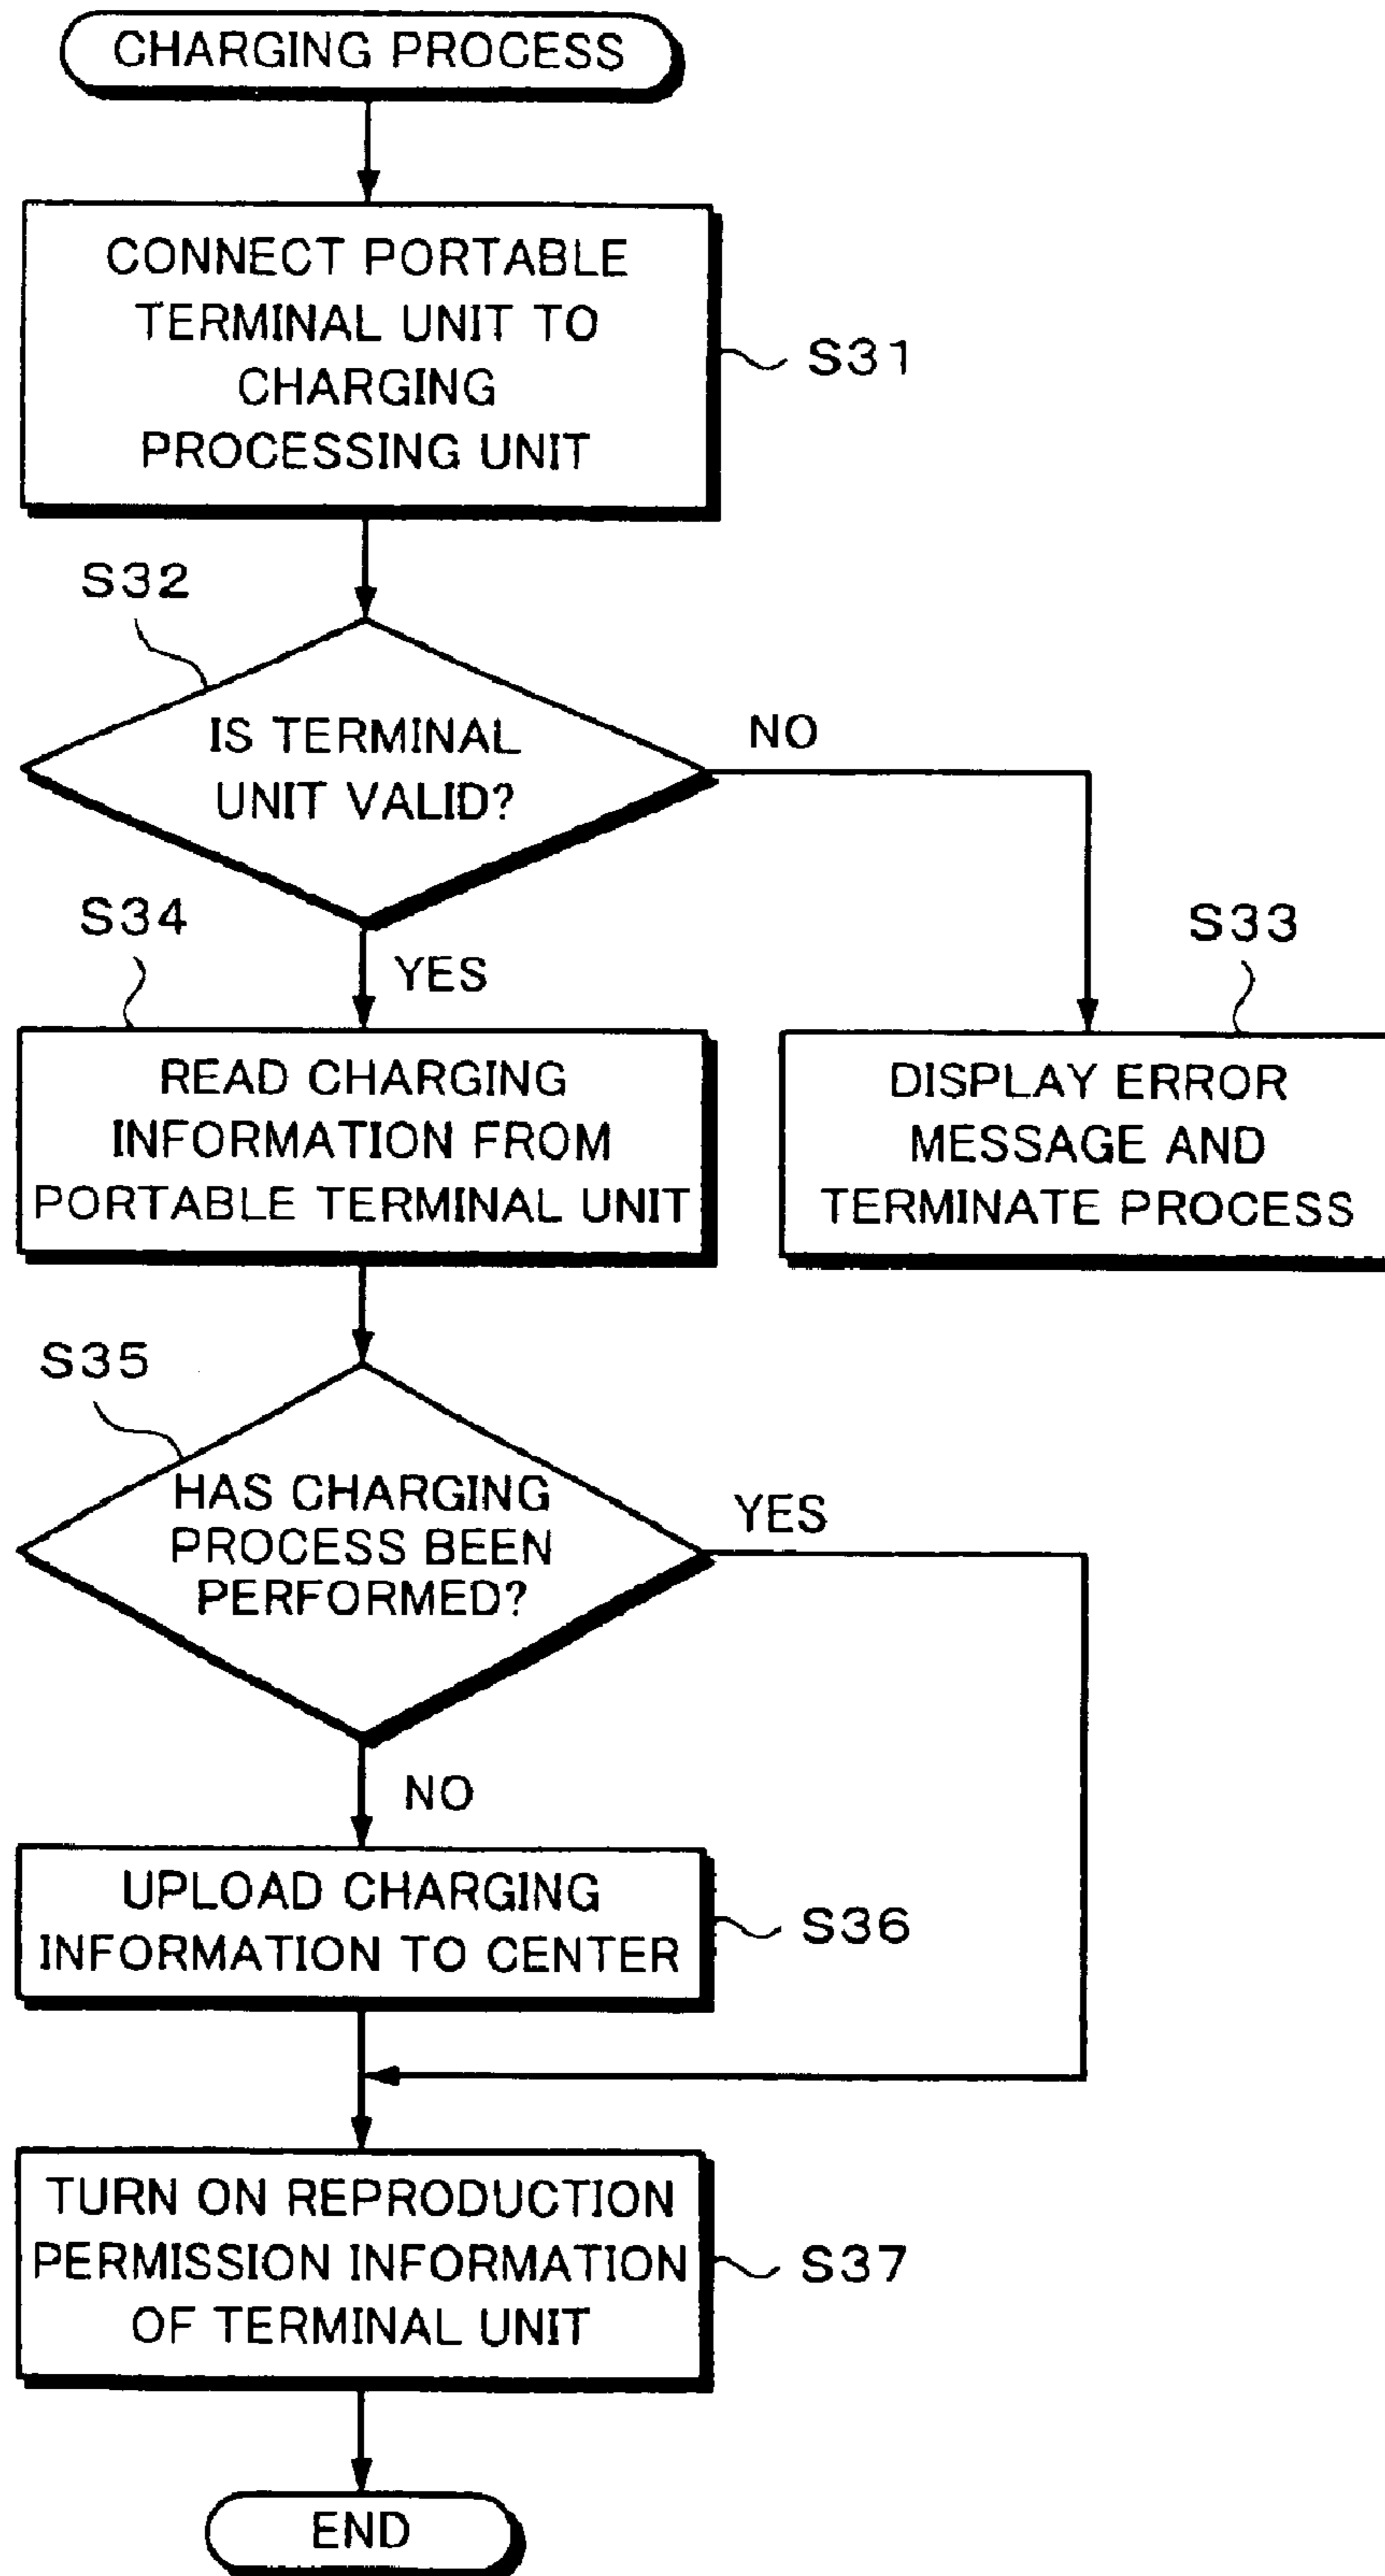 CHARGING PROCESS
CONNECT PORTABLE
TERMINAL UNIT TO
CHARGING
PROCESSING UNIT
S31
S32
IS TERMINAL
UNIT VALID?
NO
S34
YES
S33
READ CHARGING
INFORMATION FROM
PORTABLE TERMINAL UNIT
DISPLAY ERROR
MESSAGE AND
TERMINATE PROCESS
S35
HAS CHARGING
PROCESS BEEN
PERFORMED?
YES
NO
UPLOAD CHARGING
INFORMATION TO CENTER
S36
TURN ON REPRODUCTION
PERMISSION INFORMATION
OF TERMINAL UNIT
S37
END